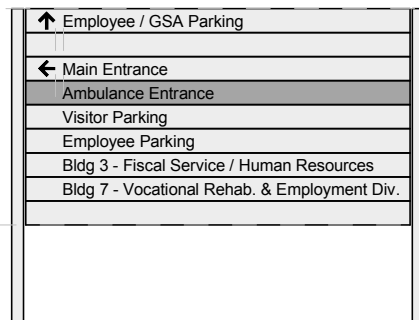 ↑ Employee / GSA Parking
← Main Entrance
Ambulance Entrance
Visitor Parking
Employee Parking
Bldg 3 - Fiscal Service / Human Resources
Bldg 7 - Vocational Rehab. & Employment Div.